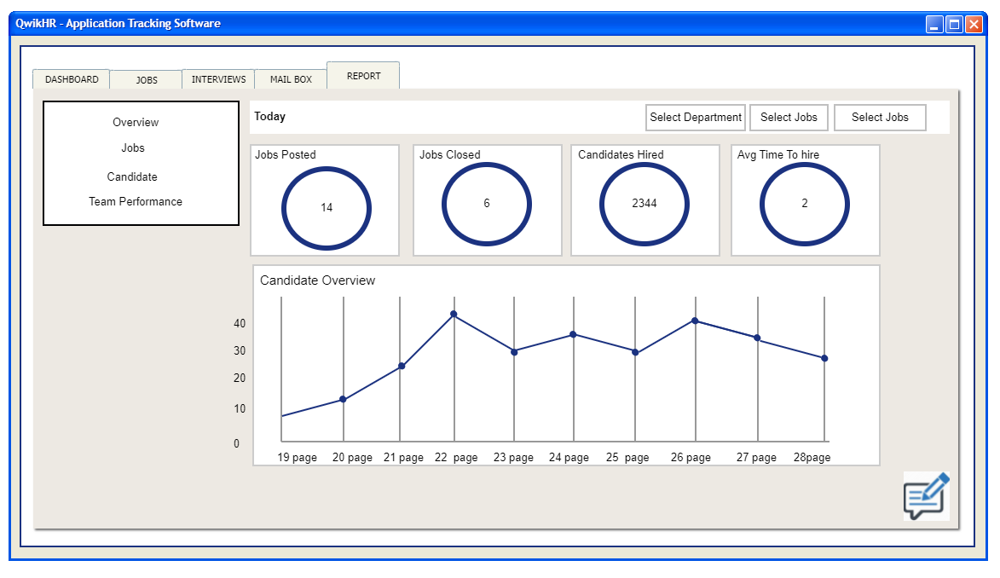 QwikHR - Application Tracking Software
DASHBOARD
JOBS
INTERVIEWS
MAIL BOX
REPORT
Overview
Jobs
Candidate
Team Performance
Today
Select Department
Select Jobs
Select Jobs
Jobs Posted
14
Jobs Closed
6
Candidates Hired
2344
Avg Time To hire
2
Candidate Overview
40
30
20
10
0
19 page
20 page
21 page
22 page
23 page
24 page
25 page
26 page
27 page
28page